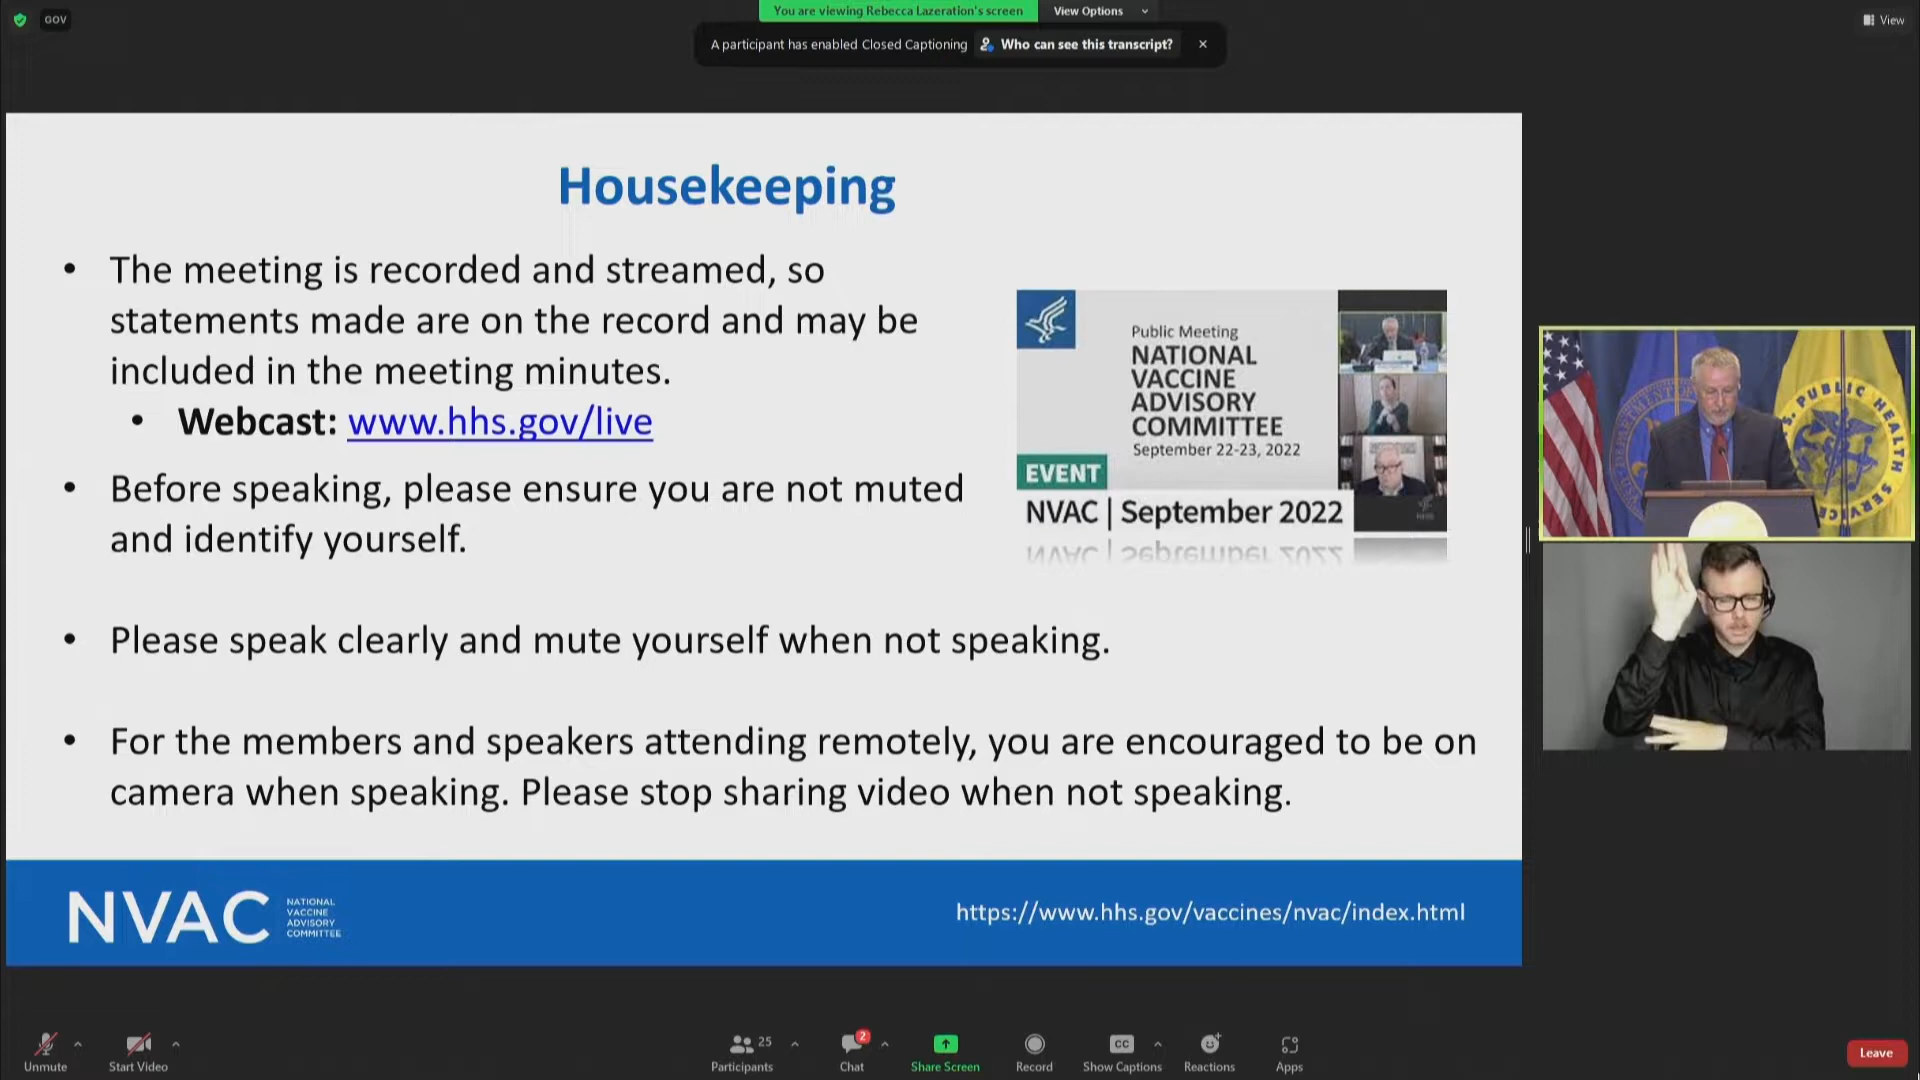 GOV
You are viewing Rebecca Lazeration's screen
View Options
View
A participant has enabled Closed Captioning
Who can see this transcript?
Housekeeping
• The meeting is recorded and streamed, so
statements made are on the record and may be
included in the meeting minutes.
• Webcast: www.hhs.gov/live
• Before speaking, please ensure you are not muted
and identify yourself.
• Please speak clearly and mute yourself when not speaking.
• For the members and speakers attending remotely, you are encouraged to be on
camera when speaking. Please stop sharing video when not speaking.
Public Meeting
NATIONAL
VACCINE
ADVISORY
COMMITTEE
September 22-23, 2022
EVENT
NVAC | September 2022
NVAC
NATIONAL
VACCINE
ADVISORY
COMMITTEE
https://www.hhs.gov/vaccines/nvac/index.html
S. PUBLIC HEALTH
SERVICE
Unmute
Start Video
25
Participants
2
Chat
Share Screen
Record
CC
Show Captions
Reactions
Apps
Leave